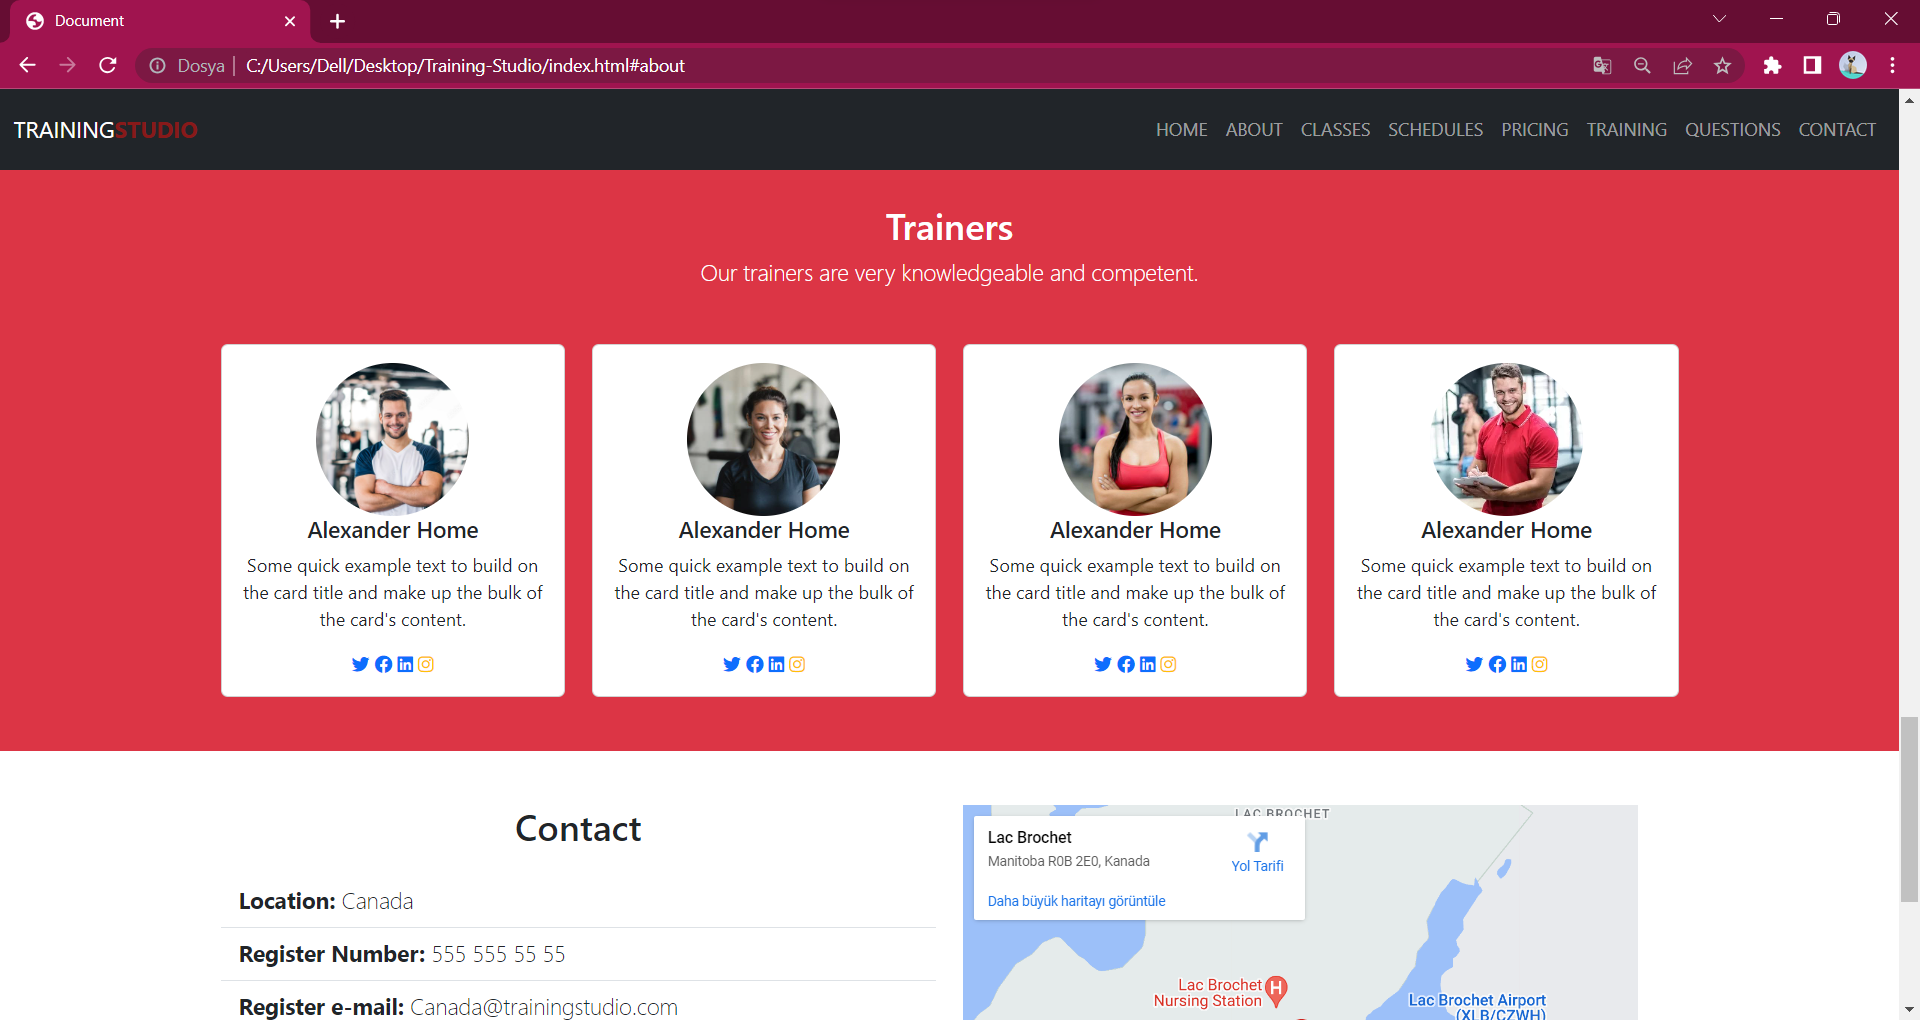 Document
Dosya
C:/Users/Dell/Desktop/Training-Studio/index.html#about
TRAININGSTUDIO
HOME ABOUT CLASSES SCHEDULES PRICING TRAINING QUESTIONS CONTACT
Trainers
Our trainers are very knowledgeable and competent.
Alexander Home
Some quick example text to build on
the card title and make up the bulk of
the card's content.
Alexander Home
Some quick example text to build on
the card title and make up the bulk of
the card's content.
Alexander Home
Some quick example text to build on
the card title and make up the bulk of
the card's content.
Alexander Home
Some quick example text to build on
the card title and make up the bulk of
the card's content.
Contact
Location: Canada
Register Number: 555 555 55 55
Register e-mail: Canada@trainingstudio.com
LAC BROCHET
Lac Brochet
Manitoba R0B 2E0, Kanada
Yol Tarifi
Daha büyük haritayı görüntüle
Lac Brochet
Nursing Station
H
Lac Brochet Airport
(XLB/CZWH)